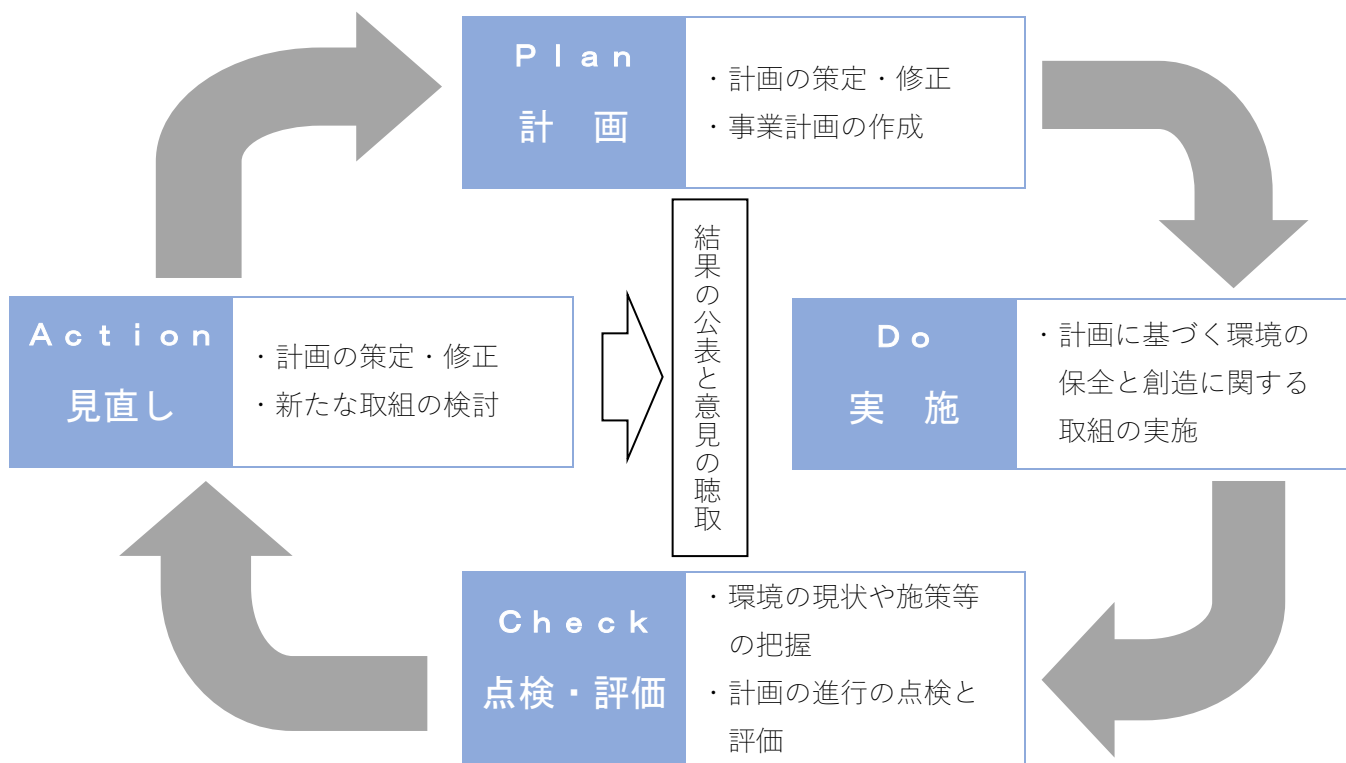 Ｐｌａｎ
計　画
・計画の策定・修正
・事業計画の作成
Ａｃｔｉｏｎ
見直し
・計画の策定・修正
・新たな取組の検討
結果の公表と意見の聴取
Ｄｏ
実　施
・計画に基づく環境の
保全と創造に関する
取組の実施
Ｃｈｅｃｋ
点検・評価
・環境の現状や施策等
の把握
・計画の進行の点検と
評価